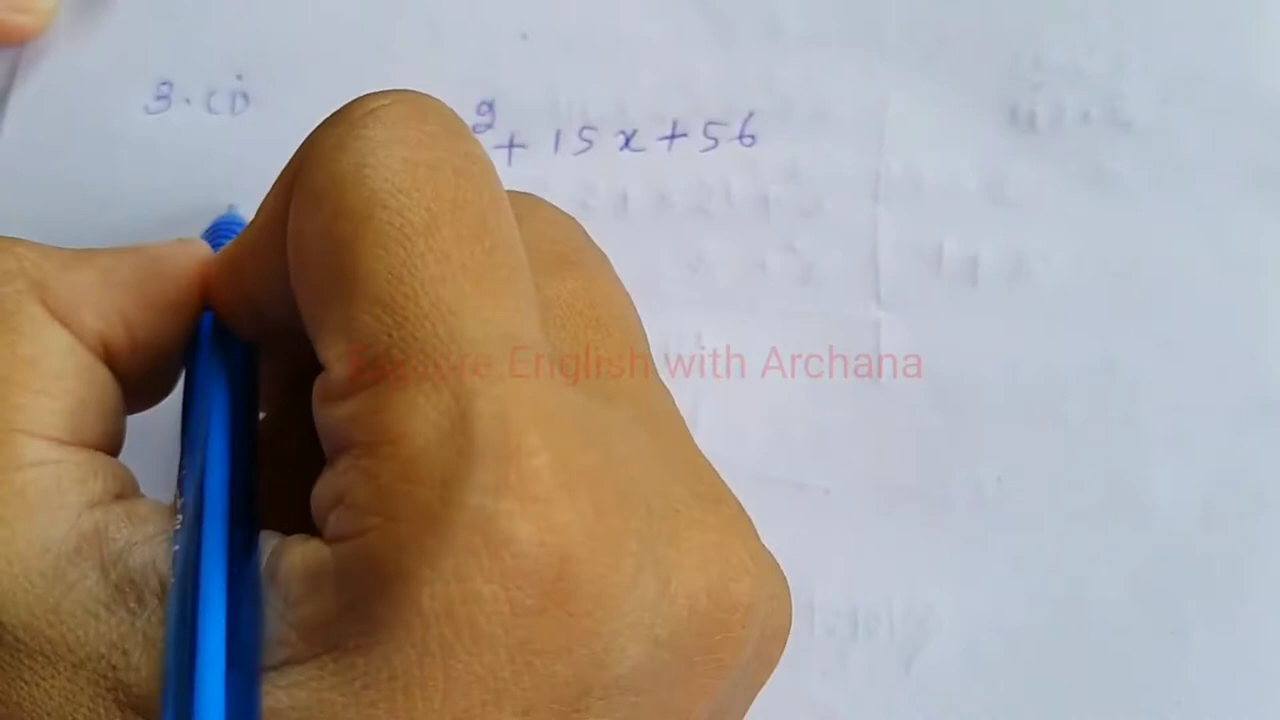 3. (i)
² + 15x + 56
Explore English with Archana